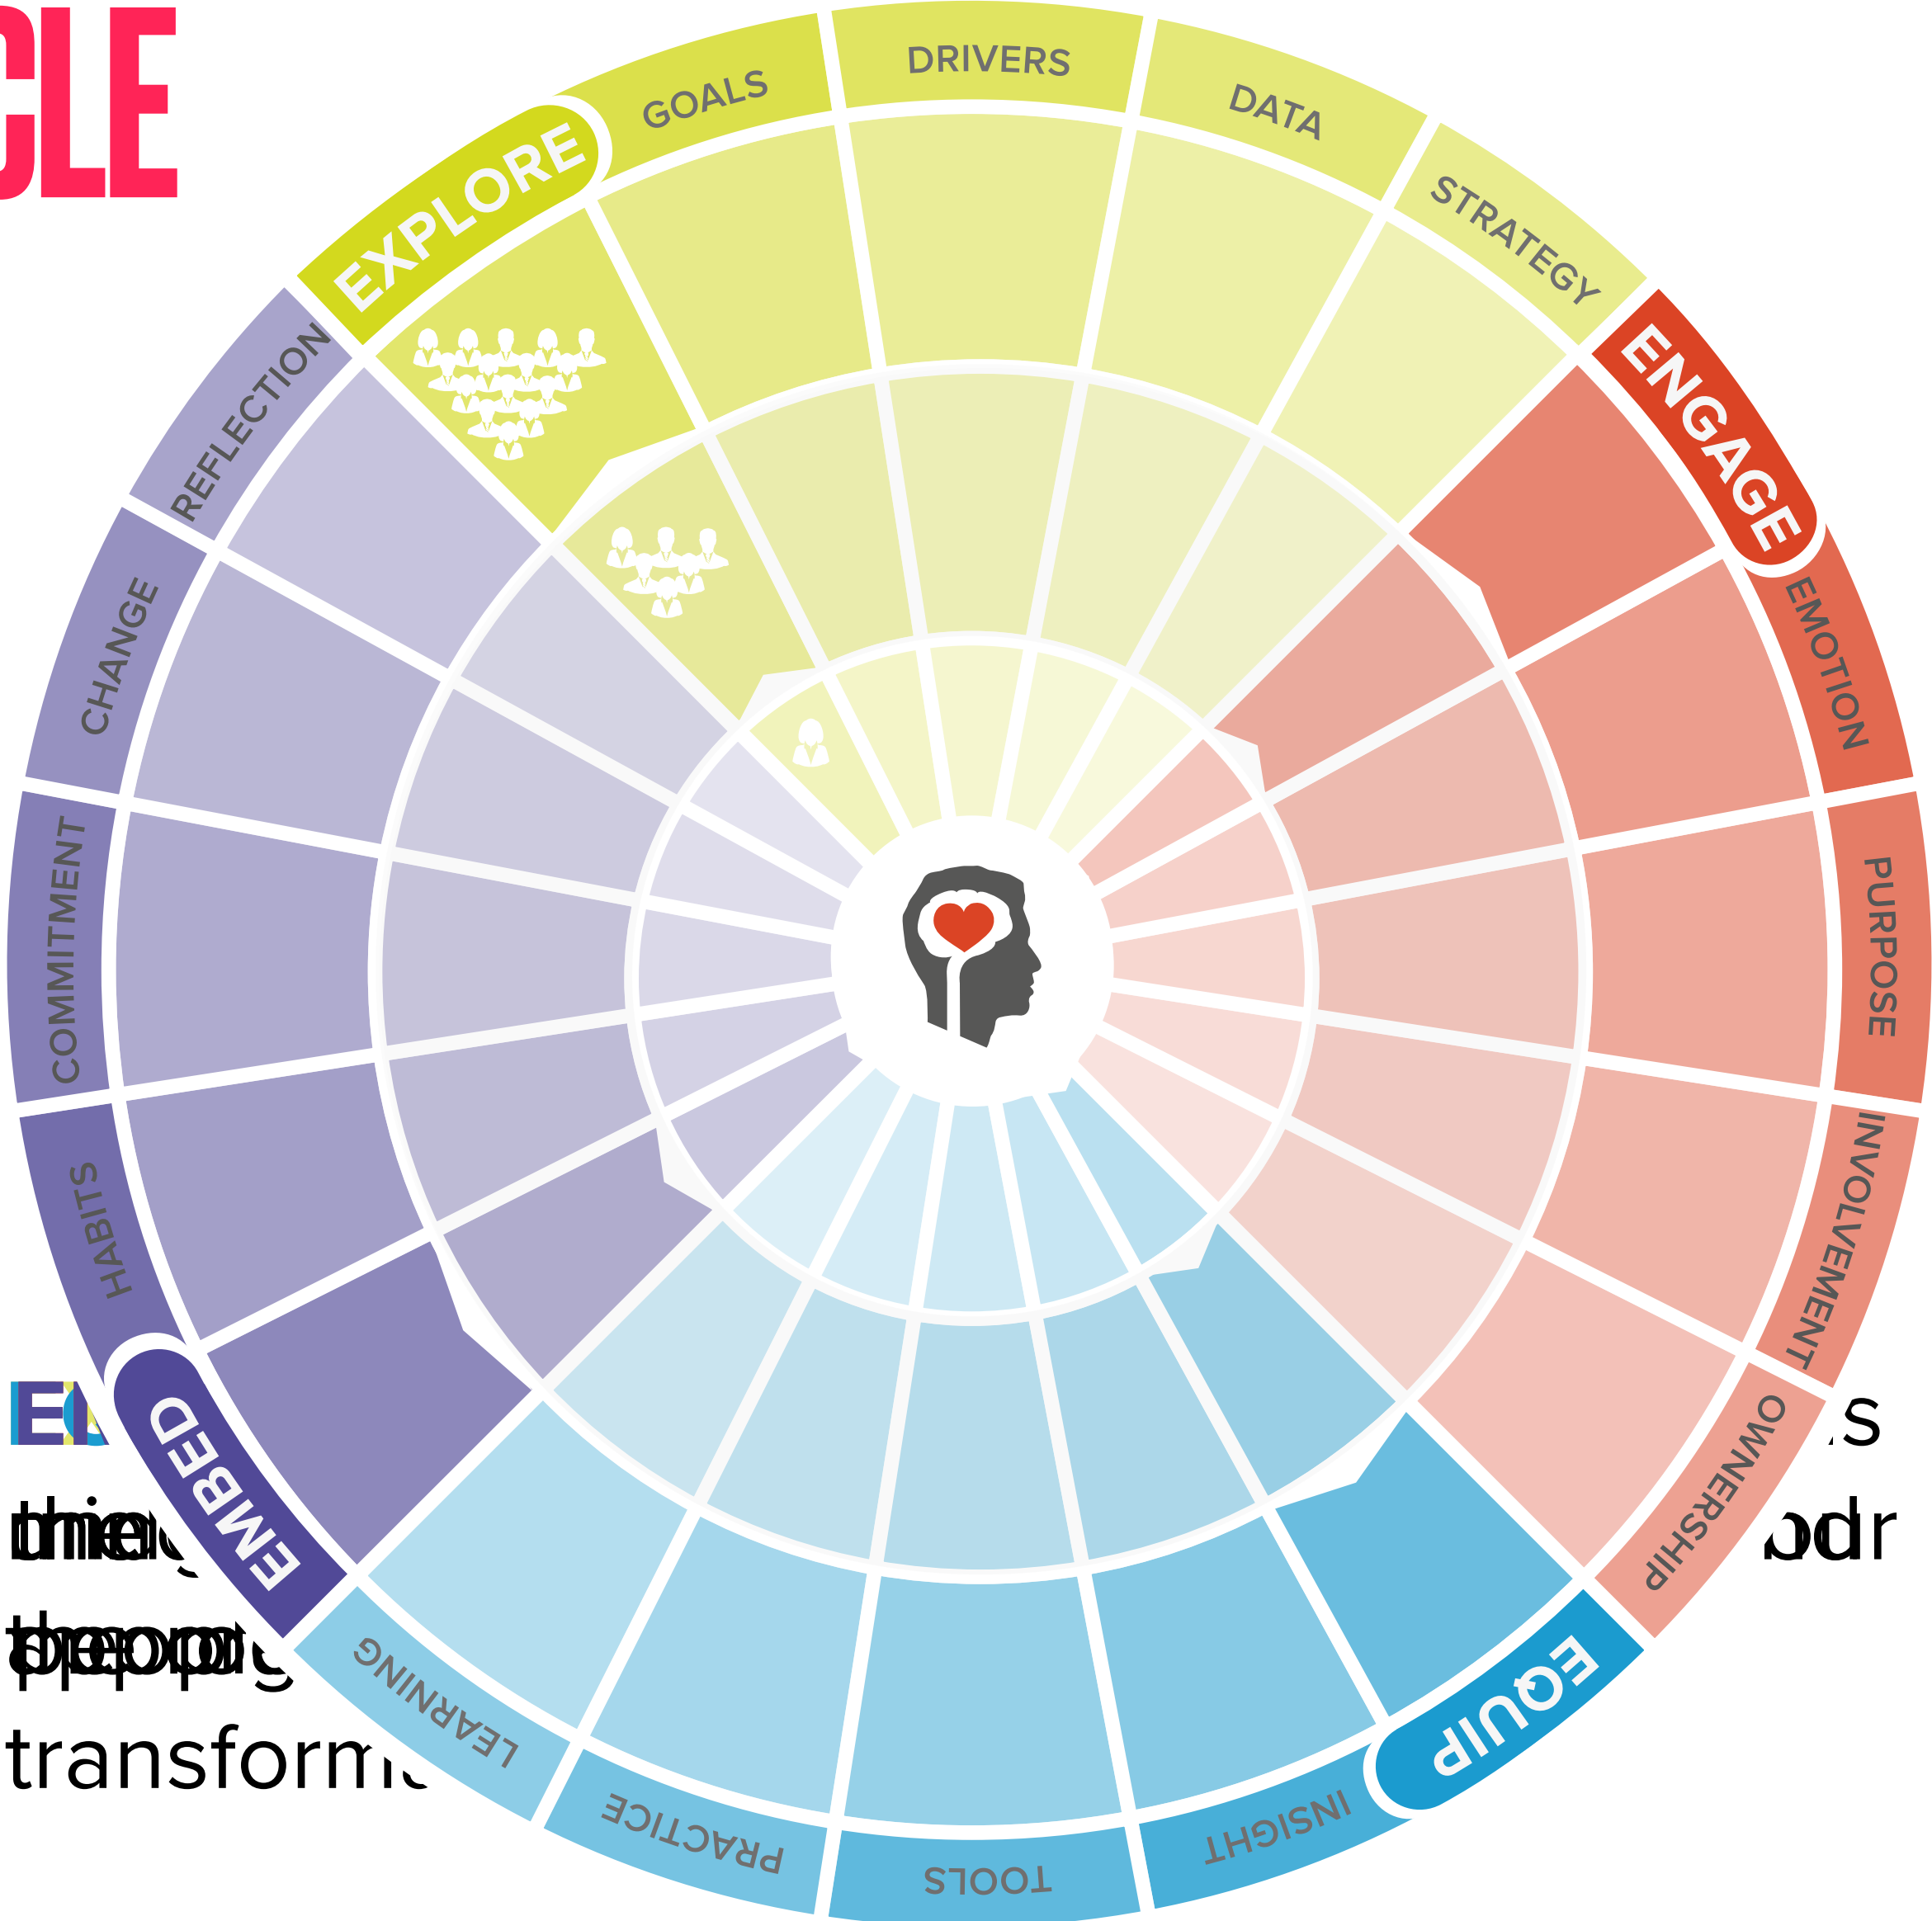 CLE
EXPLORE
GOALS
DRIVERS
DATA
STRATEGY
ENGAGE
EMOTION
PURPOSE
INVOLVEMENT
OWNERSHIP
EQUIP
INSIGHT
TOOLS
PRACTICE
LEARNING
EMBED
HABITS
COMMITMENT
CHANGE
REFLECTION